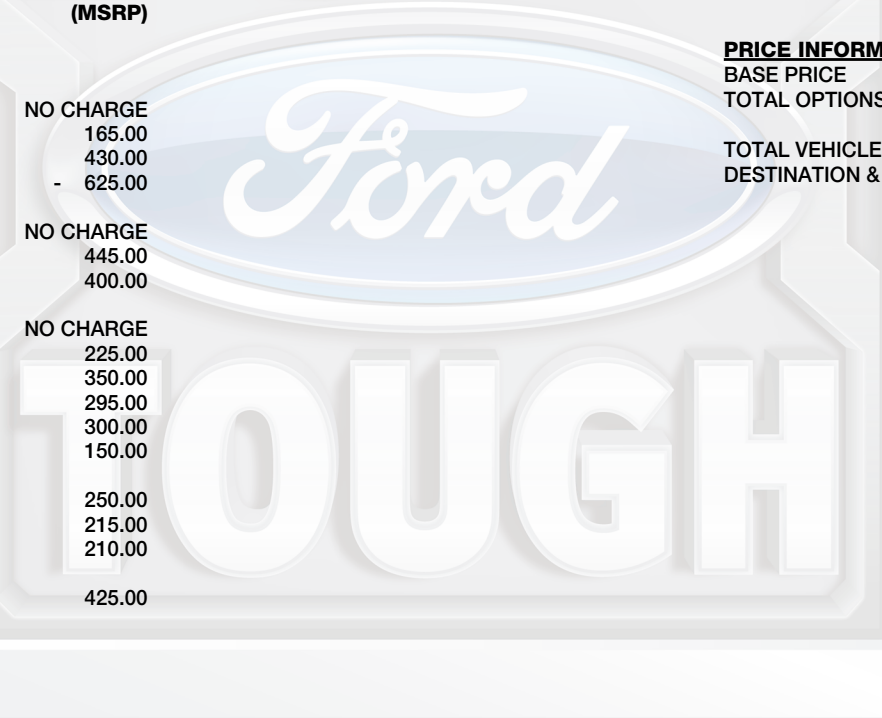 (MSRP)
NO CHARGE
165.00
430.00
- 625.00
NO CHARGE
445.00
400.00
NO CHARGE
225.00
350.00
295.00
300.00
150.00
250.00
215.00
210.00
425.00
PRICE INFORM
BASE PRICE
TOTAL OPTIONS
TOTAL VEHICLE
DESTINATION &
Ford
TOUGH